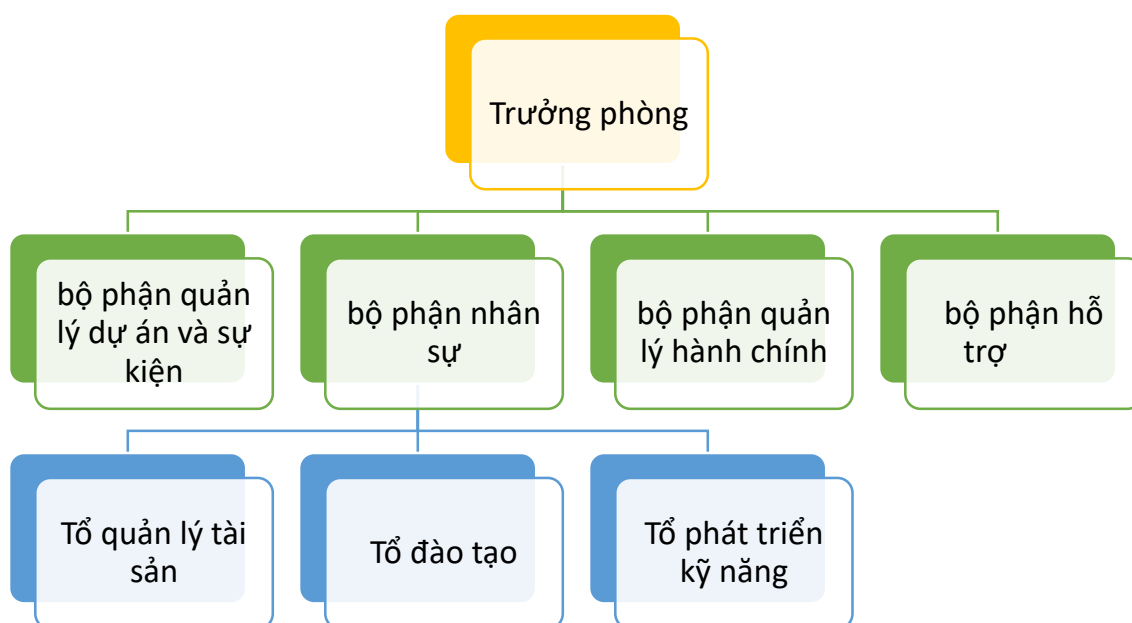 Trưởng phòng
bộ phận quản
lý dự án và sự
kiện
bộ phận nhân
sự
bộ phận quản
lý hành chính
bộ phận hỗ
trợ
Tổ quản lý tài
sản
Tổ đào tạo
Tổ phát triển
kỹ năng